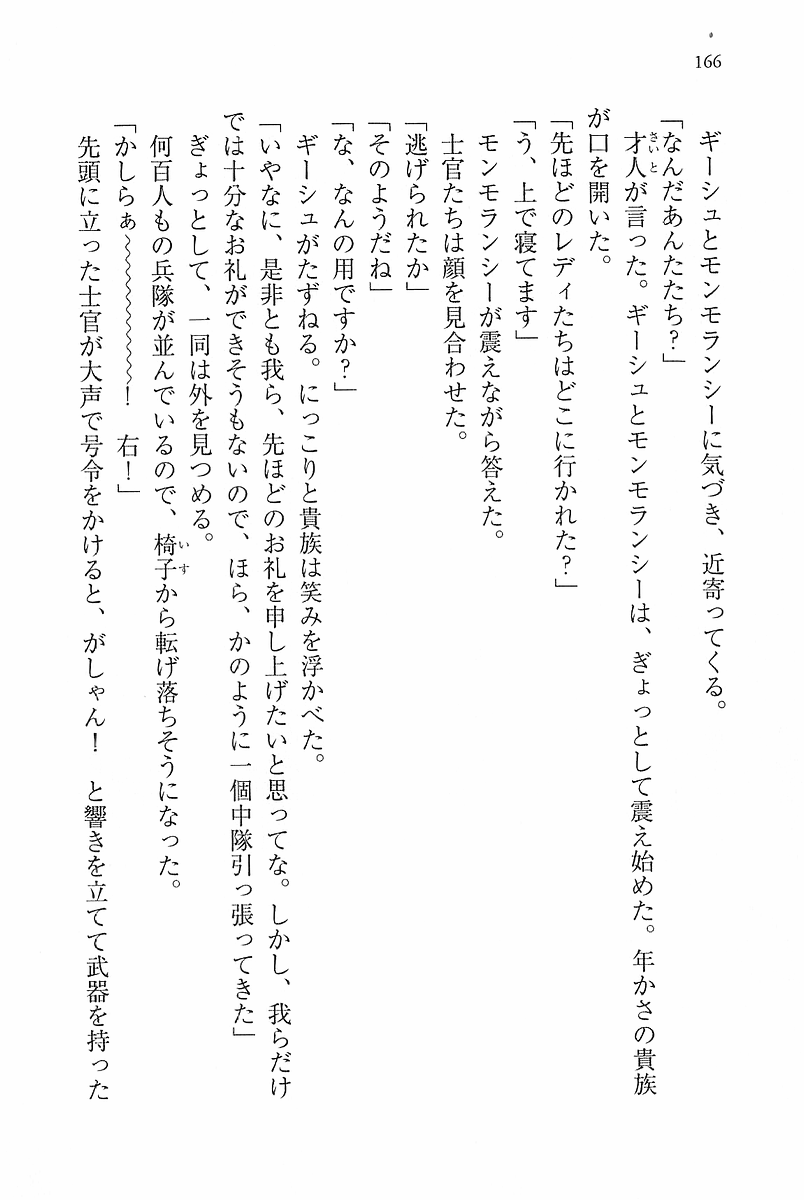 166
ギーシュとモンモランシーに気づき、近寄ってくる。
「なんだあんたたち?」
才人が言った。ギーシュとモンモランシーは、ぎょっとして震え始めた。年かさの貴族
さいと
が口を開いた。
「先ほどのレディたちはどこに行かれた?」
「う、上で寝てます」
モンモランシーが震えながら答えた。
士官たちは顔を見合わせた。
「逃げられたか」
「そのようだね」
「な、なんの用ですか?」
ギーシュがたずねる。にっこりと貴族は笑みを浮かべた。
「いやなに、是非とも我ら、先ほどのお礼を申し上げたいと思ってな。しかし、我らだけ
では十分なお礼ができそうもないので、ほら、かのように一個中隊引っ張ってきた」
ぎょっとして、一同は外を見つめる。
何百人もの兵隊が並んでいるので、椅子から転げ落ちそうになった。
いす
「かしらぁ〜〜〜〜〜〜〜! 右!」
先頭に立った士官が大声で号令をかけると、がしゃん! と響きを立てて武器を持った